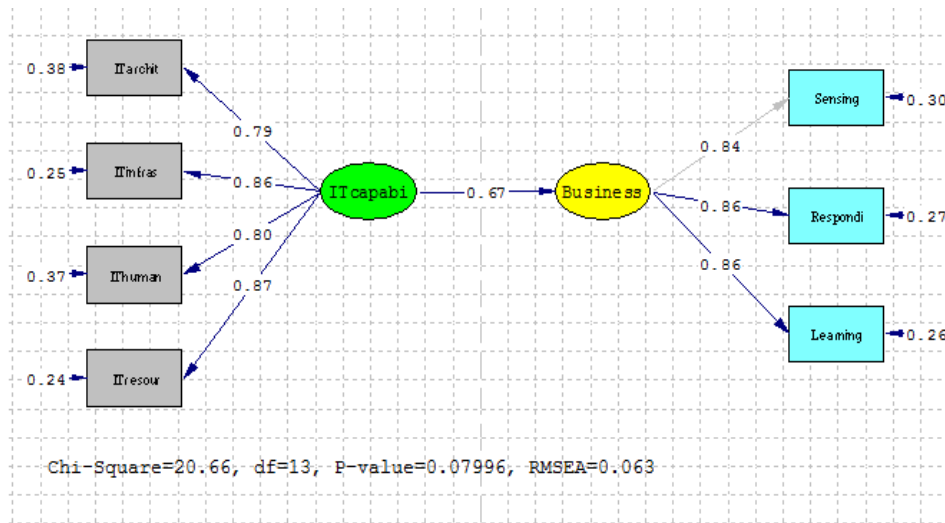 0.38
ITarchit
0.79
0.25
ITinfras
0.86
0.37
IThuman
0.80
0.24
ITresour
0.87
ITcapabi
0.67
Business
0.84
Sensing
0.30
0.86
Respondi
0.27
0.86
Learning
0.26
Chi-Square=20.66, df=13, P-value=0.07996, RMSEA=0.063